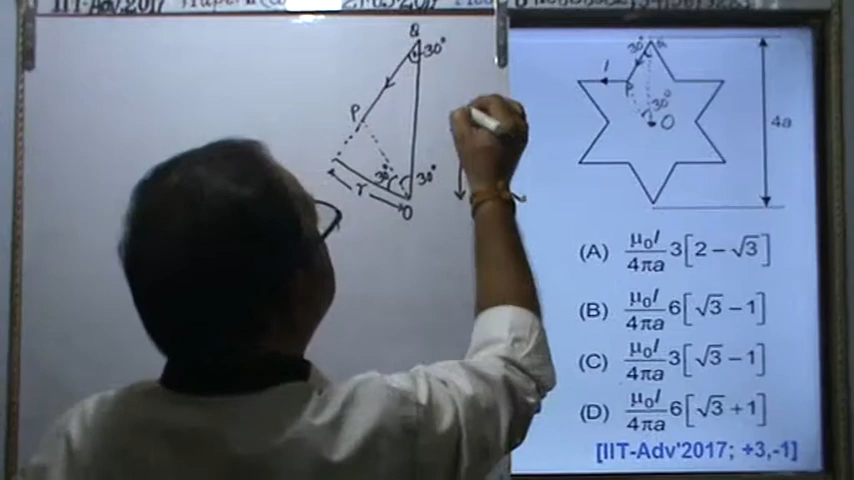 IIT-Adv.2017
Q
30°
P
30°
30°
r
O
30°
I
P
30°
O
4a
(A) μ₀I/4πa 3[2 − √3]
(B) μ₀I/4πa 6[√3 − 1]
(C) μ₀I/4πa 3[√3 − 1]
(D) μ₀I/4πa 6[√3 + 1]
[IIT-Adv'2017; +3,-1]